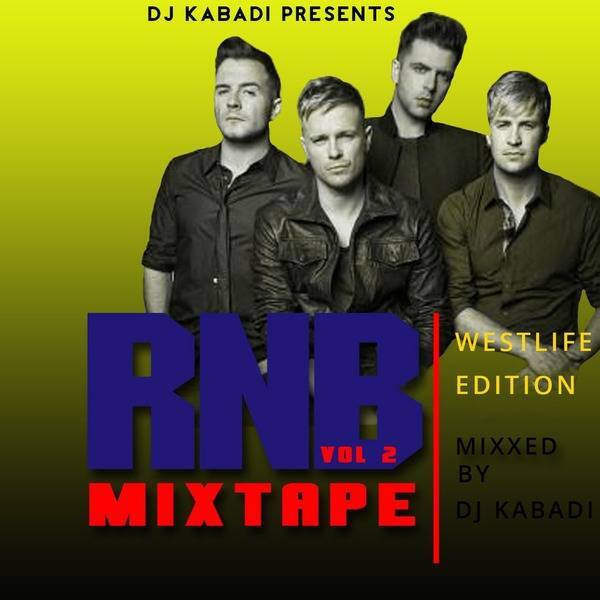 DJ KABADI PRESENTS
RNB
VOL 2
MIXTAPE
WESTLIFE
EDITION
MIXXED
BY
DJ KABADI